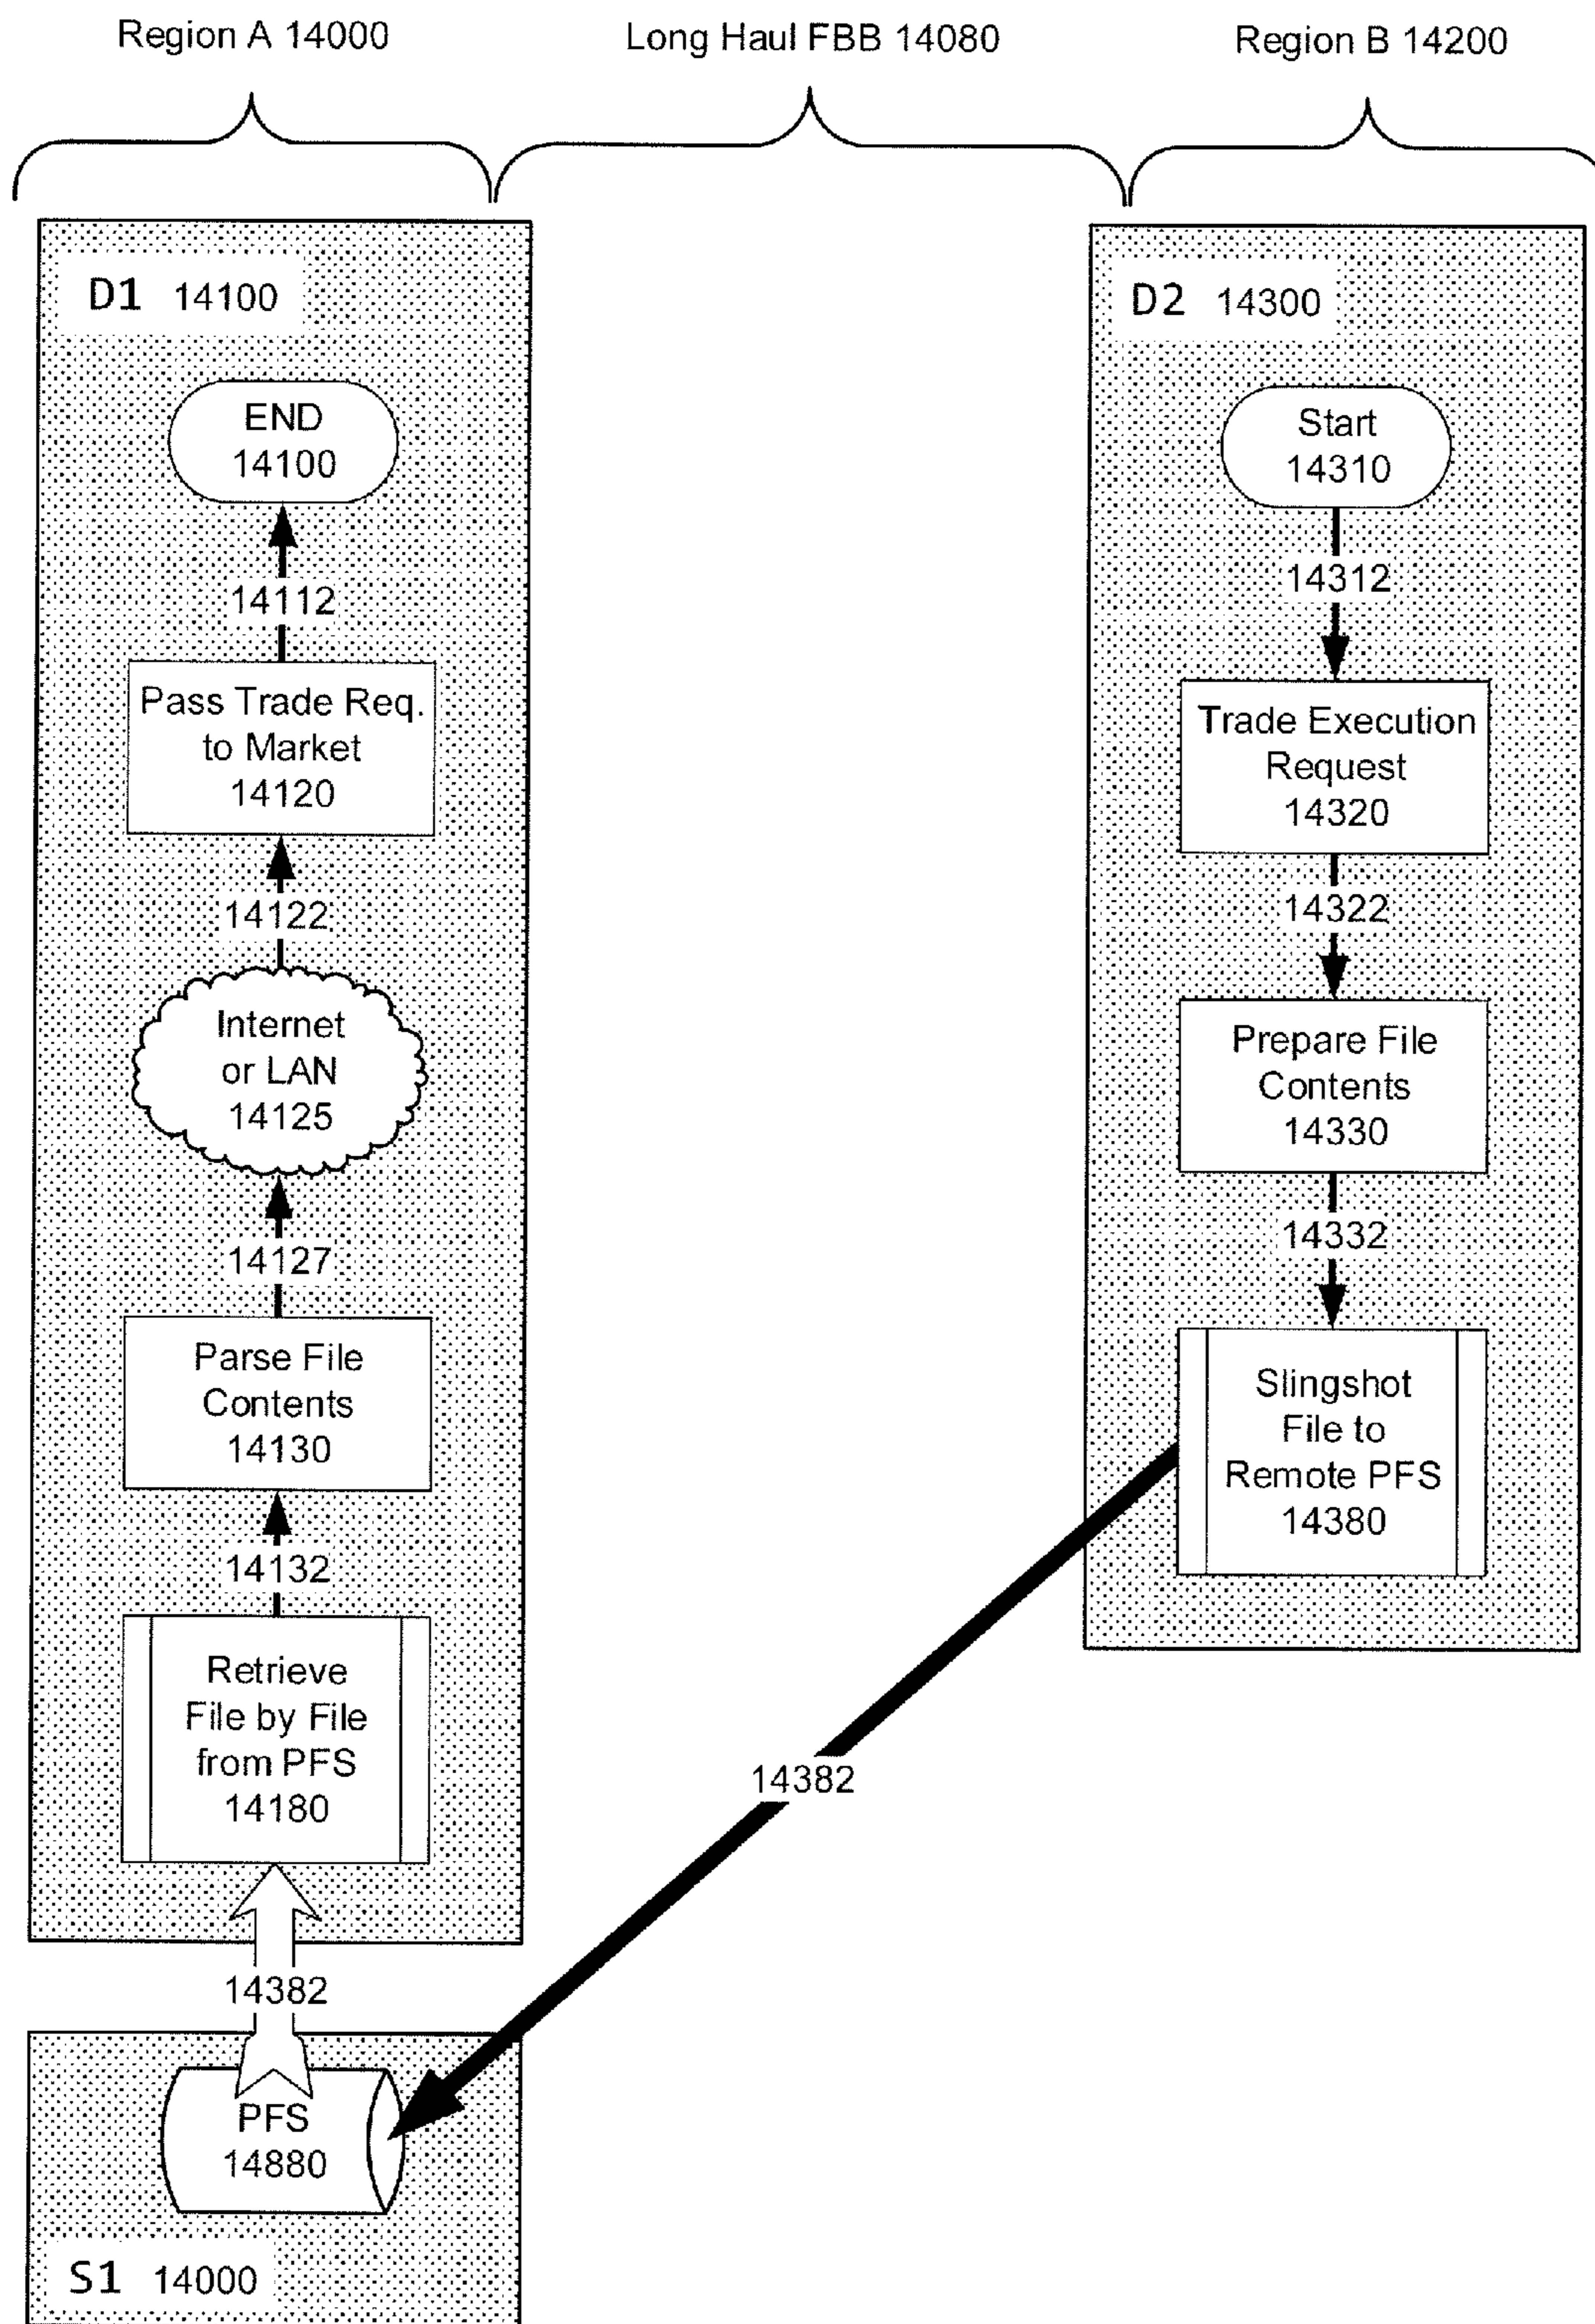 Region A 14000
Long Haul FBB 14080
Region B 14200
D1 14100
END
14100
14112
Pass Trade Req.
to Market
14120
14122
Internet
or LAN
14125
14127
Parse File
Contents
14130
14132
Retrieve
File by File
from PFS
14180
14382
PFS
14880
S1 14000
14382
D2 14300
Start
14310
14312
Trade Execution
Request
14320
14322
Prepare File
Contents
14330
14332
Slingshot
File to
Remote PFS
14380